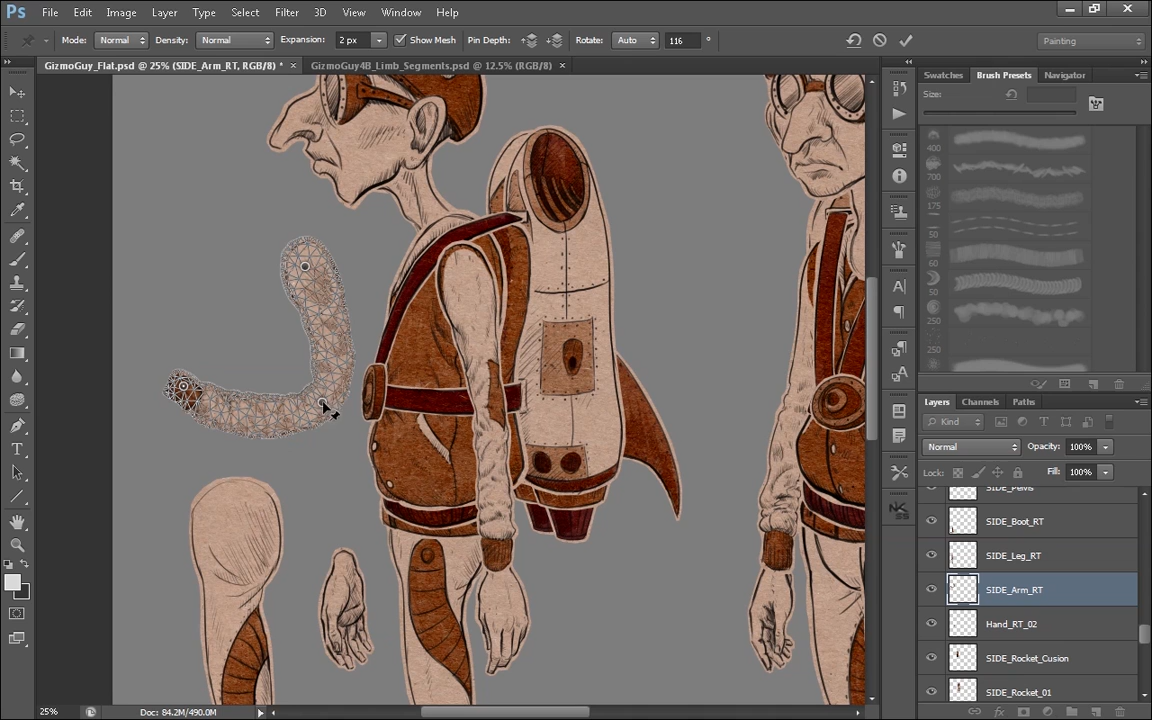 Ps File Edit Image Layer Type Select Filter 3D View Window Help
Mode: Normal Density: Normal Expansion: 2 px Show Mesh Pin Depth: Rotate: Auto 116 ° Painting
GizmoGuy_Flat.psd @ 25% (SIDE_Arm_RT, RGB/8) * × GizmoGuy4B_Limb_Segments.psd @ 12.5% (RGB/8) ×
Swatches Brush Presets Navigator
Size:
400
700
175
50
60
50
250
250
Layers Channels Paths
Kind
Normal Opacity: 100%
Lock: Fill: 100%
SIDE_Pelvis
SIDE_Boot_RT
SIDE_Leg_RT
SIDE_Arm_RT
Hand_RT_02
SIDE_Rocket_Cusion
SIDE_Rocket_01
25% Doc: 84.2M/490.0M